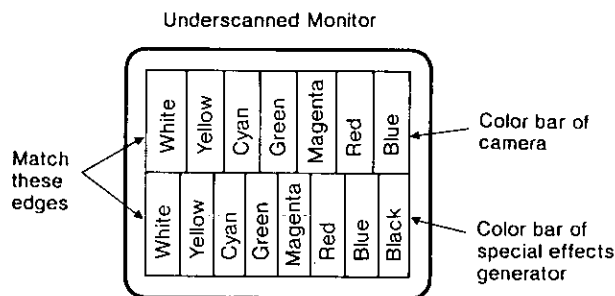 Underscanned Monitor
White
Yellow
Cyan
Green
Magenta
Red
Blue
Color bar of
camera
Match
these
edges
White
Yellow
Cyan
Green
Magenta
Red
Blue
Black
Color bar of
special effects
generator